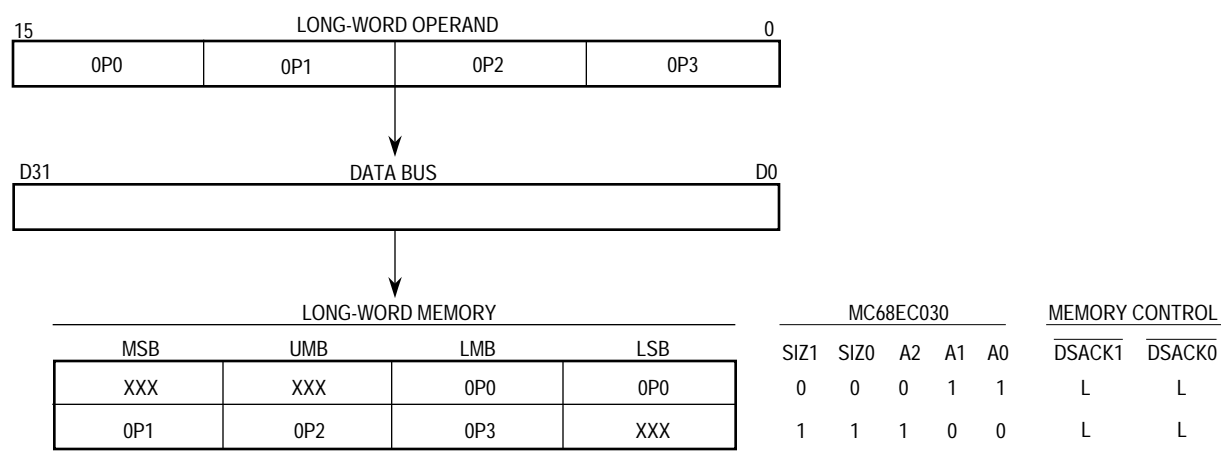 15 LONG-WORD OPERAND 0
0P0 0P1 0P2 0P3
D31 DATA BUS D0
LONG-WORD MEMORY MC68EC030 MEMORY CONTROL
MSB UMB LMB LSB SIZ1 SIZ0 A2 A1 A0 DSACK1 DSACK0
XXX XXX 0P0 0P0 0 0 0 1 1 L L
0P1 0P2 0P3 XXX 1 1 1 0 0 L L